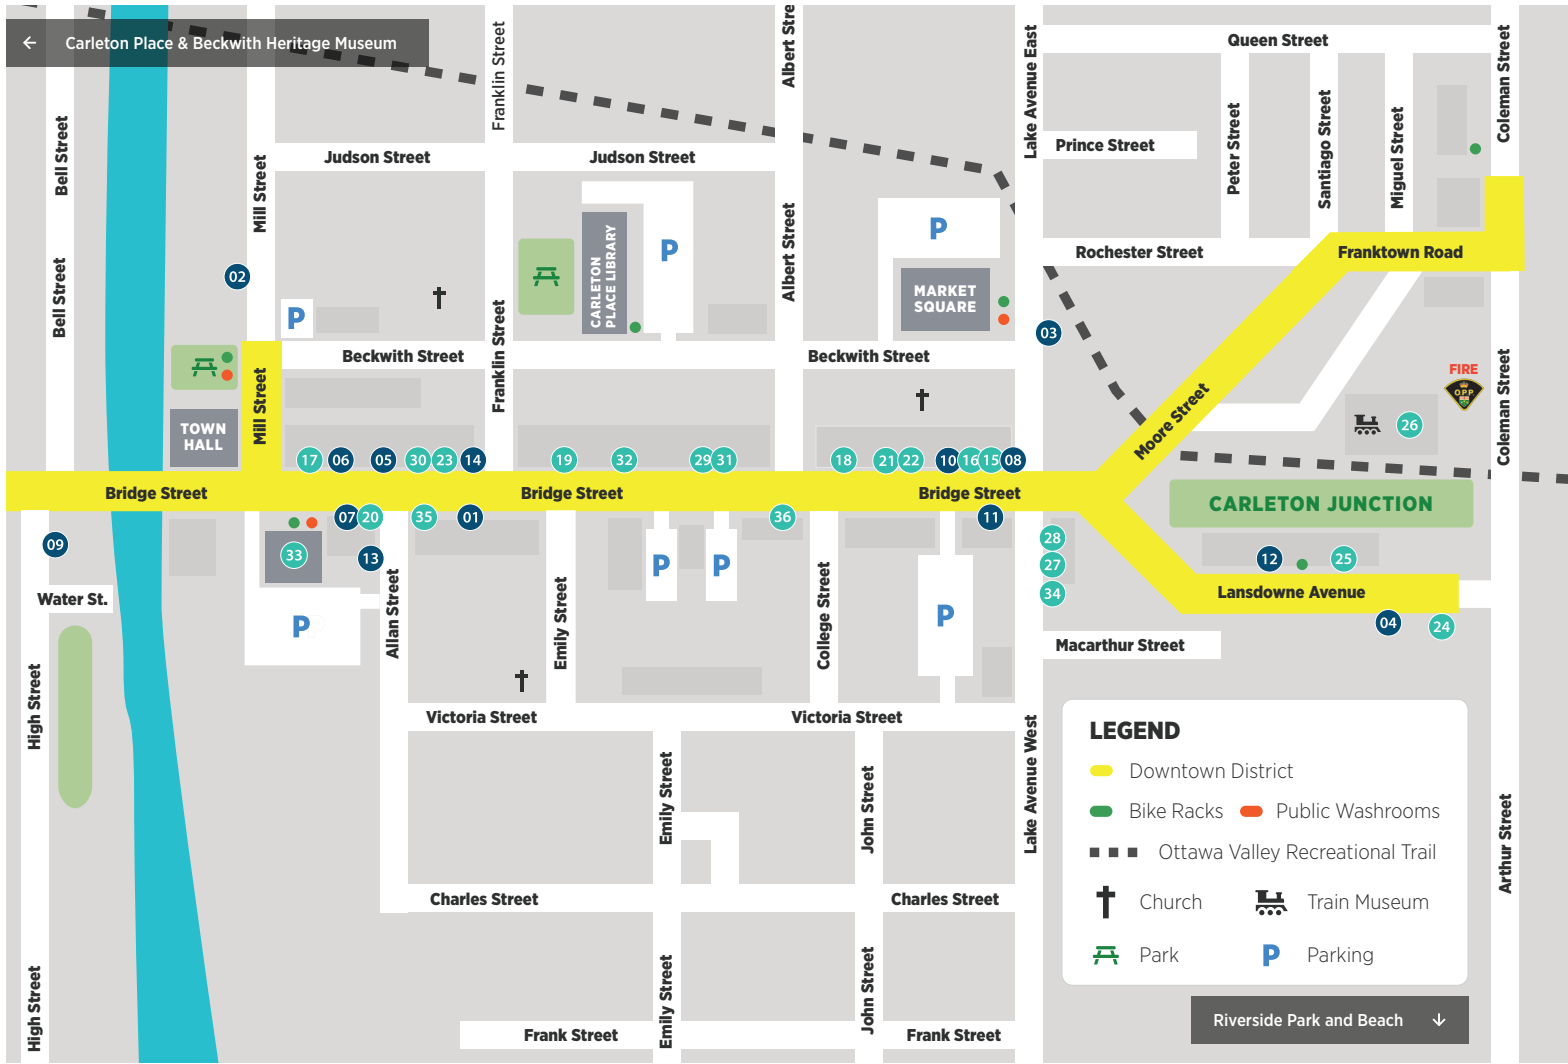 ← Carleton Place & Beckwith Heritage Museum
Franklin Street
Albert Stre
Lake Avenue East
Queen Street
Coleman Street
Bell Street
Mill Street
Judson Street
Judson Street
Prince Street
Peter Street
Santiago Street
Miguel Street
Bell Street
02
P
Franklin Street
CARLETON
PLACE LIBRARY
P
Albert Street
P
MARKET
SQUARE
Rochester Street
Franktown Road
03
Beckwith Street
Beckwith Street
Mill Street
TOWN
HALL
Moore Street
FIRE
O.P.P
26
Coleman Street
17
06
05
30
23
14
19
32
29
31
18
21
22
10
16
15
08
Bridge Street
Bridge Street
Bridge Street
CARLETON JUNCTION
09
07
20
35
01
36
11
33
13
28
27
34
12
25
Lansdowne Avenue
04
24
Water St.
P
Allan Street
Emily Street
P
P
College Street
P
Macarthur Street
High Street
Victoria Street
Victoria Street
Lake Avenue West
Emily Street
John Street
Arthur Street
Charles Street
Charles Street
High Street
Emily Street
John Street
Frank Street
Frank Street
LEGEND
Downtown District
Bike Racks
Public Washrooms
Ottawa Valley Recreational Trail
Church
Train Museum
Park
P Parking
Riverside Park and Beach ↓